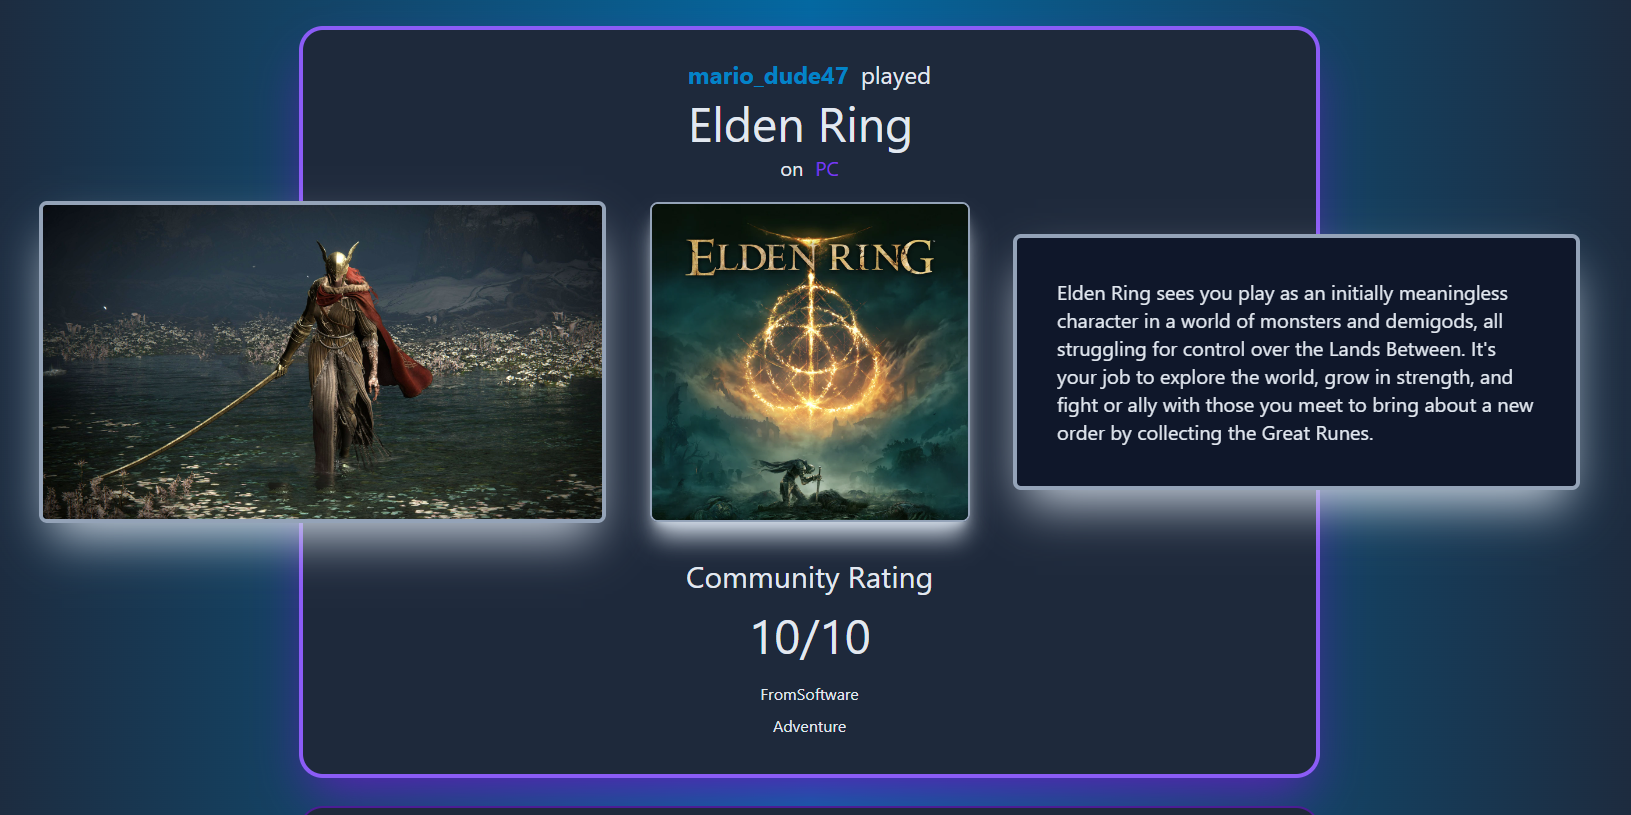 mario_dude47 played
Elden Ring
on PC
ELDEN RING
Elden Ring sees you play as an initially meaningless
character in a world of monsters and demigods, all
struggling for control over the Lands Between. It's
your job to explore the world, grow in strength, and
fight or ally with those you meet to bring about a new
order by collecting the Great Runes.
Community Rating
10/10
FromSoftware
Adventure